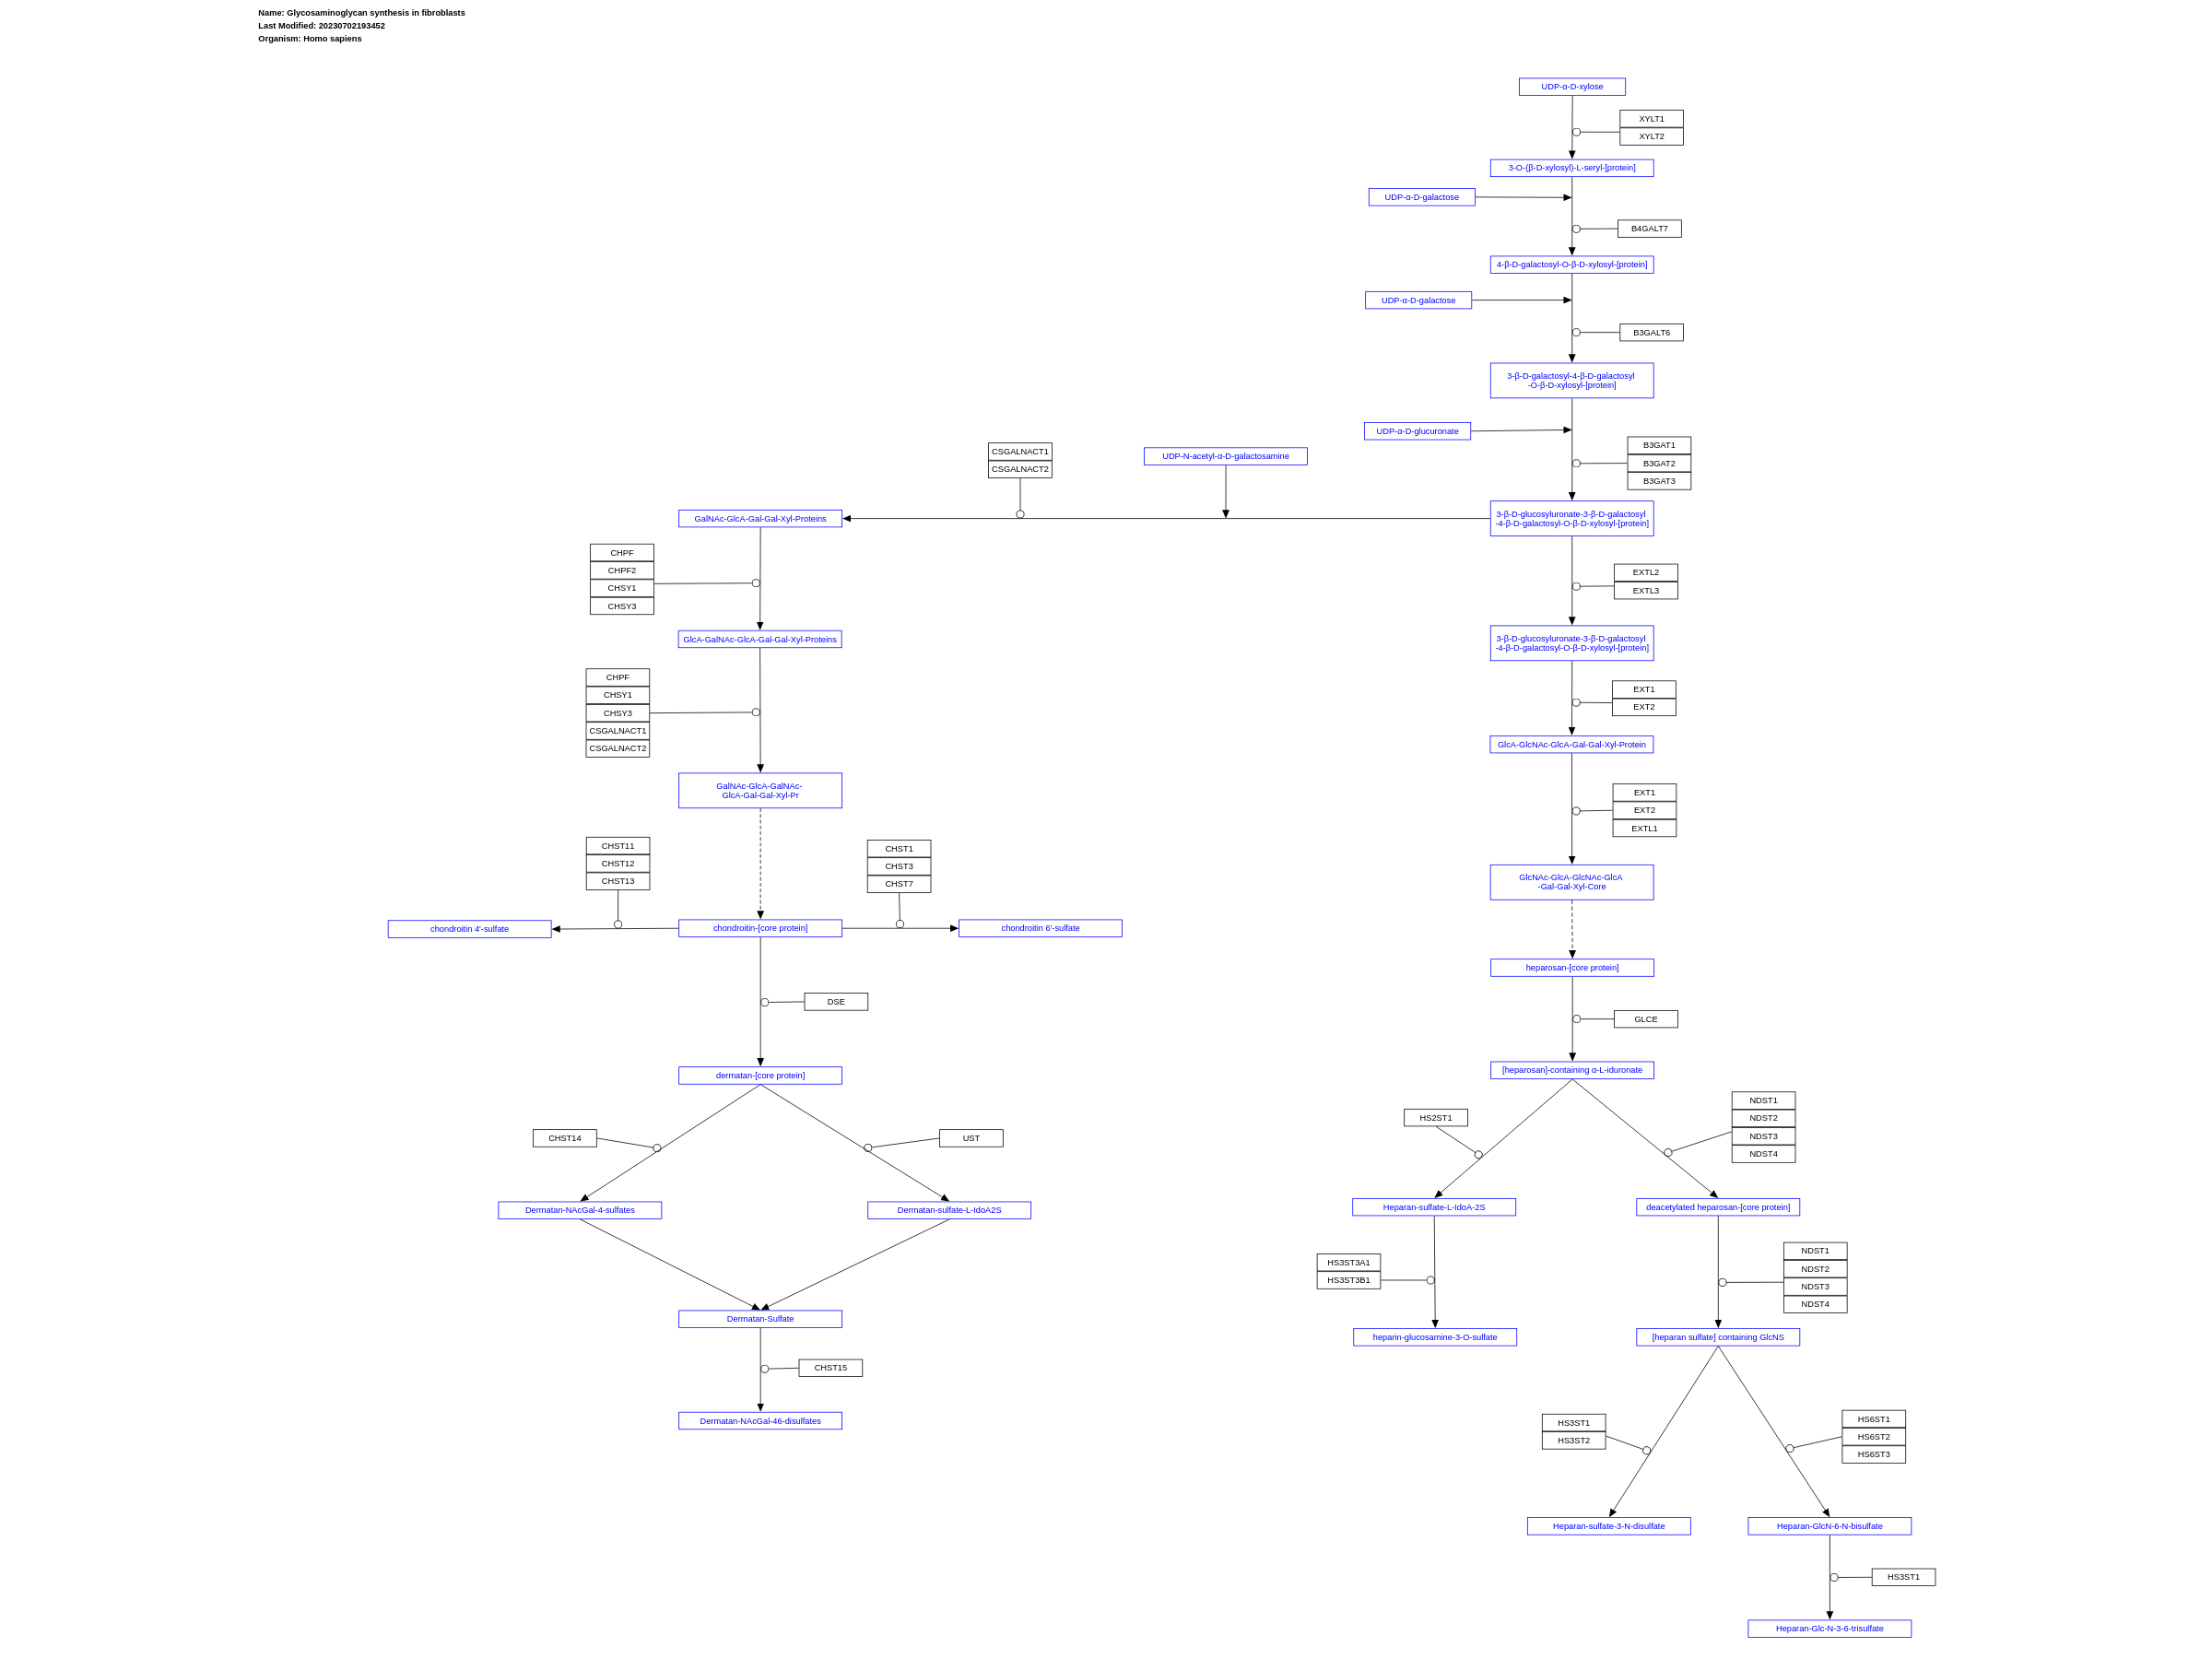 Name: Glycosaminoglycan synthesis in fibroblasts
Last Modified: 20230702193452
Organism: Homo sapiens
UDP-α-D-xylose
XYLT1
XYLT2
3-O-(β-D-xylosyl)-L-seryl-[protein]
UDP-α-D-galactose
B4GALT7
4-β-D-galactosyl-O-β-D-xylosyl-[protein]
UDP-α-D-galactose
B3GALT6
3-β-D-galactosyl-4-β-D-galactosyl
-O-β-D-xylosyl-[protein]
UDP-α-D-glucuronate
B3GAT1
B3GAT2
B3GAT3
CSGALNACT1
CSGALNACT2
UDP-N-acetyl-α-D-galactosamine
GalNAc-GlcA-Gal-Gal-Xyl-Proteins
3-β-D-glucosyluronate-3-β-D-galactosyl
-4-β-D-galactosyl-O-β-D-xylosyl-[protein]
CHPF
CHPF2
CHSY1
CHSY3
EXTL2
EXTL3
GlcA-GalNAc-GlcA-Gal-Gal-Xyl-Proteins
3-β-D-glucosyluronate-3-β-D-galactosyl
-4-β-D-galactosyl-O-β-D-xylosyl-[protein]
CHPF
CHSY1
CHSY3
CSGALNACT1
CSGALNACT2
EXT1
EXT2
GlcA-GlcNAc-GlcA-Gal-Gal-Xyl-Protein
GalNAc-GlcA-GalNAc-
GlcA-Gal-Gal-Xyl-Pr
EXT1
EXT2
EXTL1
CHST11
CHST12
CHST13
CHST1
CHST3
CHST7
GlcNAc-GlcA-GlcNAc-GlcA
-Gal-Gal-Xyl-Core
chondroitin 4'-sulfate
chondroitin-[core protein]
chondroitin 6'-sulfate
heparosan-[core protein]
DSE
GLCE
dermatan-[core protein]
[heparosan]-containing α-L-iduronate
CHST14
UST
HS2ST1
NDST1
NDST2
NDST3
NDST4
Dermatan-NAcGal-4-sulfates
Dermatan-sulfate-L-IdoA2S
Heparan-sulfate-L-IdoA-2S
deacetylated heparosan-[core protein]
HS3ST3A1
HS3ST3B1
NDST1
NDST2
NDST3
NDST4
Dermatan-Sulfate
heparin-glucosamine-3-O-sulfate
[heparan sulfate] containing GlcNS
CHST15
Dermatan-NAcGal-46-disulfates
HS3ST1
HS3ST2
HS6ST1
HS6ST2
HS6ST3
Heparan-sulfate-3-N-disulfate
Heparan-GlcN-6-N-bisulfate
HS3ST1
Heparan-Glc-N-3-6-trisulfate